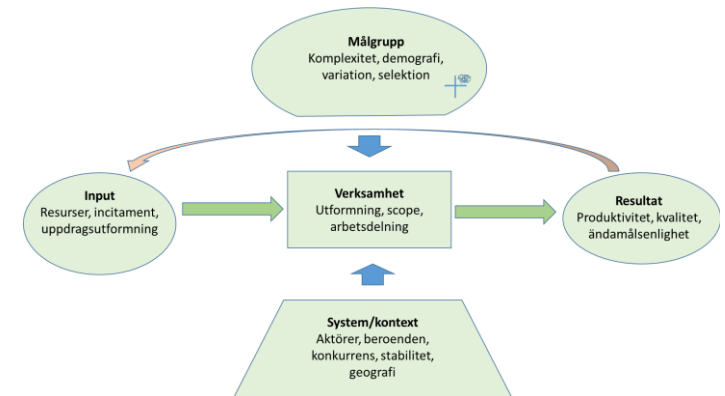 Målgrupp
Komplexitet, demografi,
variation, selektion
Input
Resurser, incitament,
uppdragsutformning
Verksamhet
Utformning, scope,
arbetsdelning
Resultat
Produktivitet, kvalitet,
ändamålsenlighet
System/kontext
Aktörer, beroenden,
konkurrens, stabilitet,
geografi